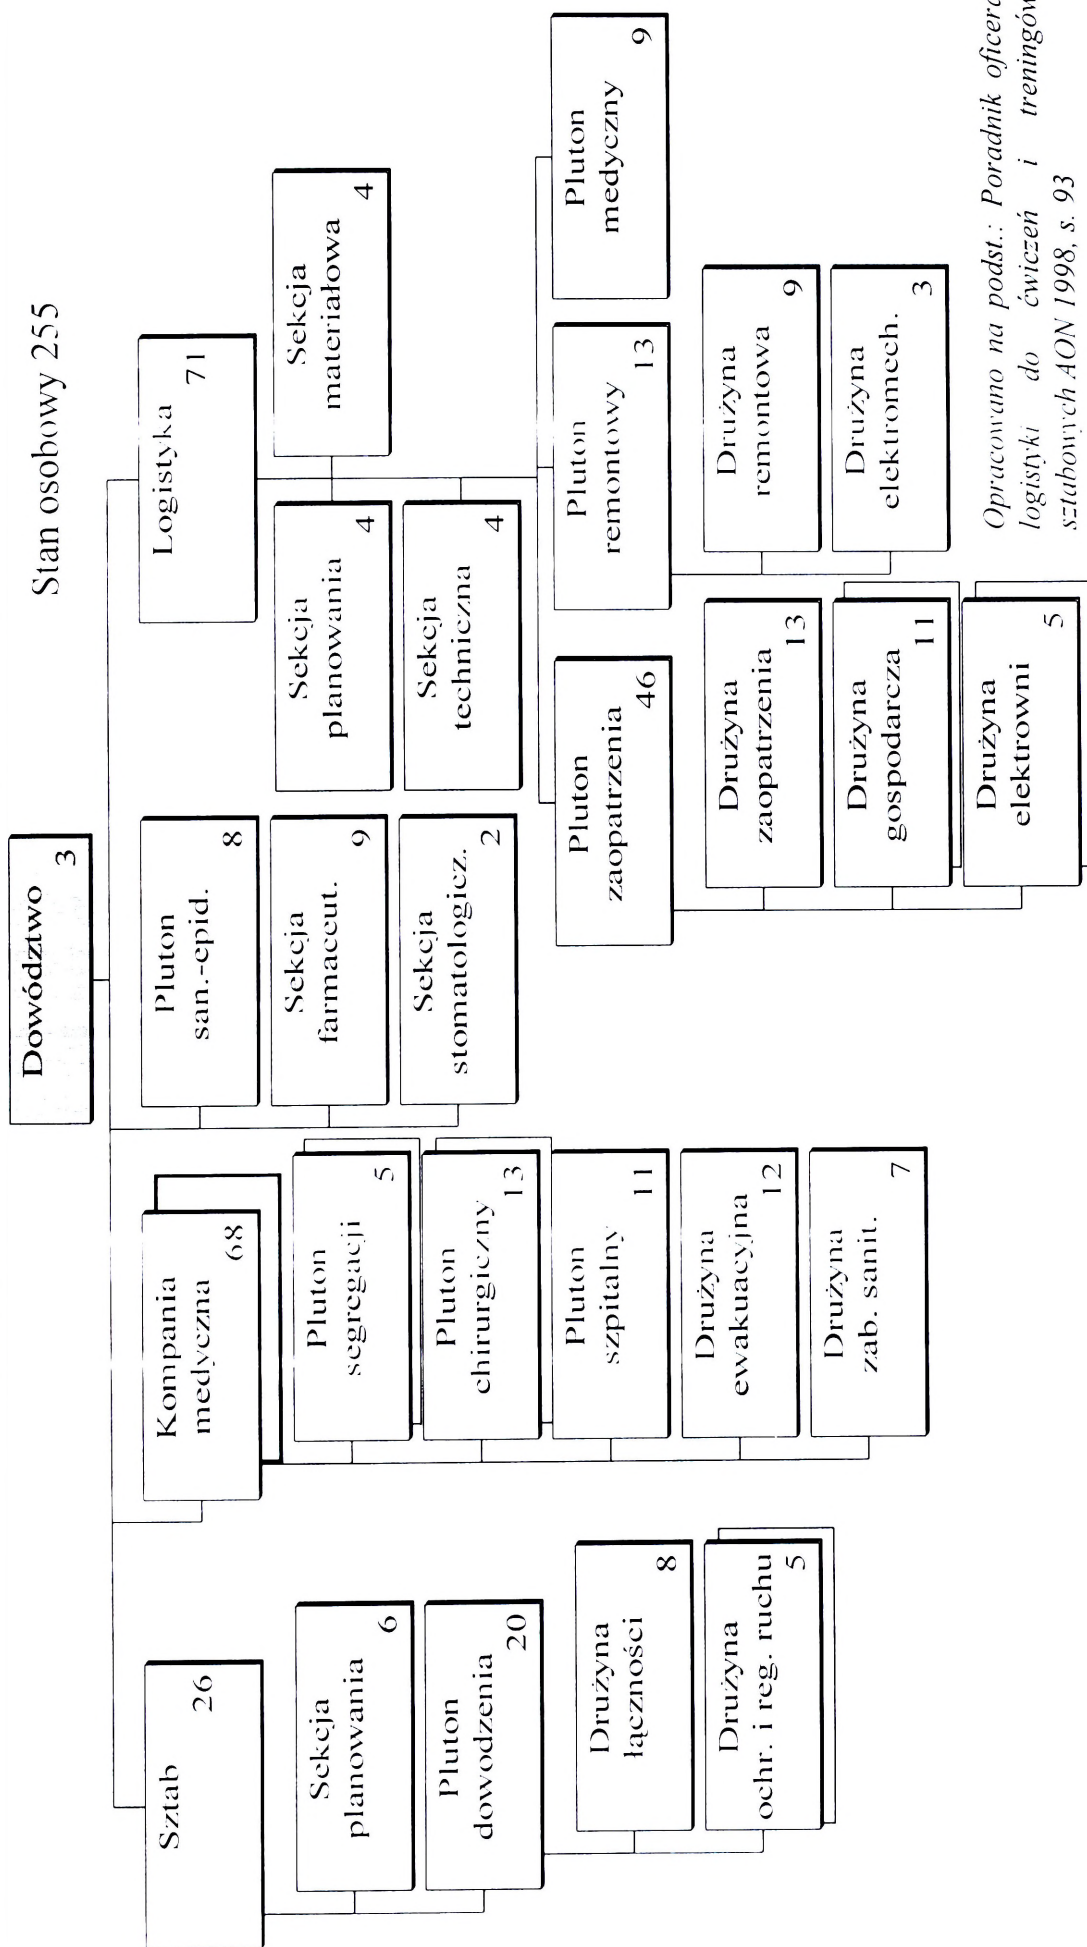 Stan osobowy 255
Dowództwo
3
Sztab
26
Sekcja
planowania
6
Pluton
dowodzenia
20
Drużyna
łączności
8
Drużyna
ochr. i reg. ruchu
5
Kompania
medyczna
68
Pluton
segregacji
5
Pluton
chirurgiczny
13
Pluton
szpitalny
11
Drużyna
ewakuacyjna
12
Drużyna
zab. sanit.
7
Pluton
san.-epid.
8
Sekcja
farmaceut.
9
Sekcja
stomatologicz.
2
Logistyka
71
Sekcja
planowania
4
Sekcja
materiałowa
4
Sekcja
techniczna
4
Pluton
zaopatrzenia
46
Drużyna
zaopatrzenia
13
Drużyna
gospodarcza
11
Drużyna
elektrowni
5
Pluton
remontowy
13
Drużyna
remontowa
9
Drużyna
elektromech.
3
Pluton
medyczny
9
Opracowano na podst.: Poradnik oficera
logistyki do ćwiczeń i treningów
sztabowych AON 1998, s. 93